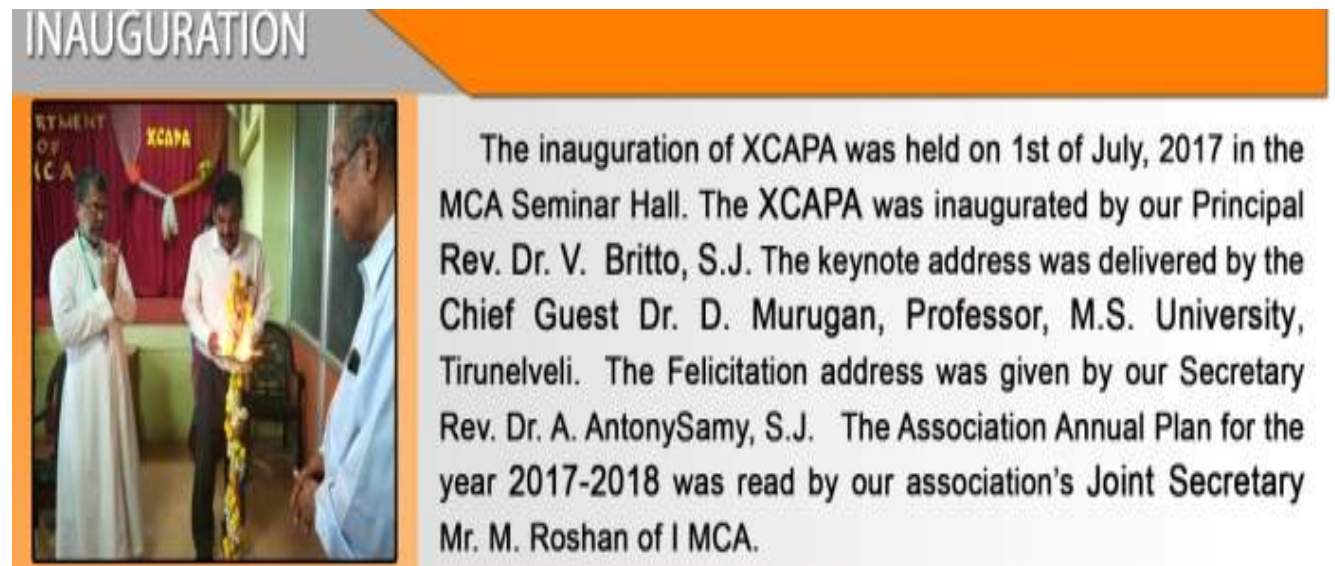 INAUGURATION
RTMENT
OF
CA
XCAPA
The inauguration of XCAPA was held on 1st of July, 2017 in the
MCA Seminar Hall. The XCAPA was inaugurated by our Principal
Rev. Dr. V. Britto, S.J. The keynote address was delivered by the
Chief Guest Dr. D. Murugan, Professor, M.S. University,
Tirunelveli. The Felicitation address was given by our Secretary
Rev. Dr. A. AntonySamy, S.J. The Association Annual Plan for the
year 2017-2018 was read by our association's Joint Secretary
Mr. M. Roshan of I MCA.